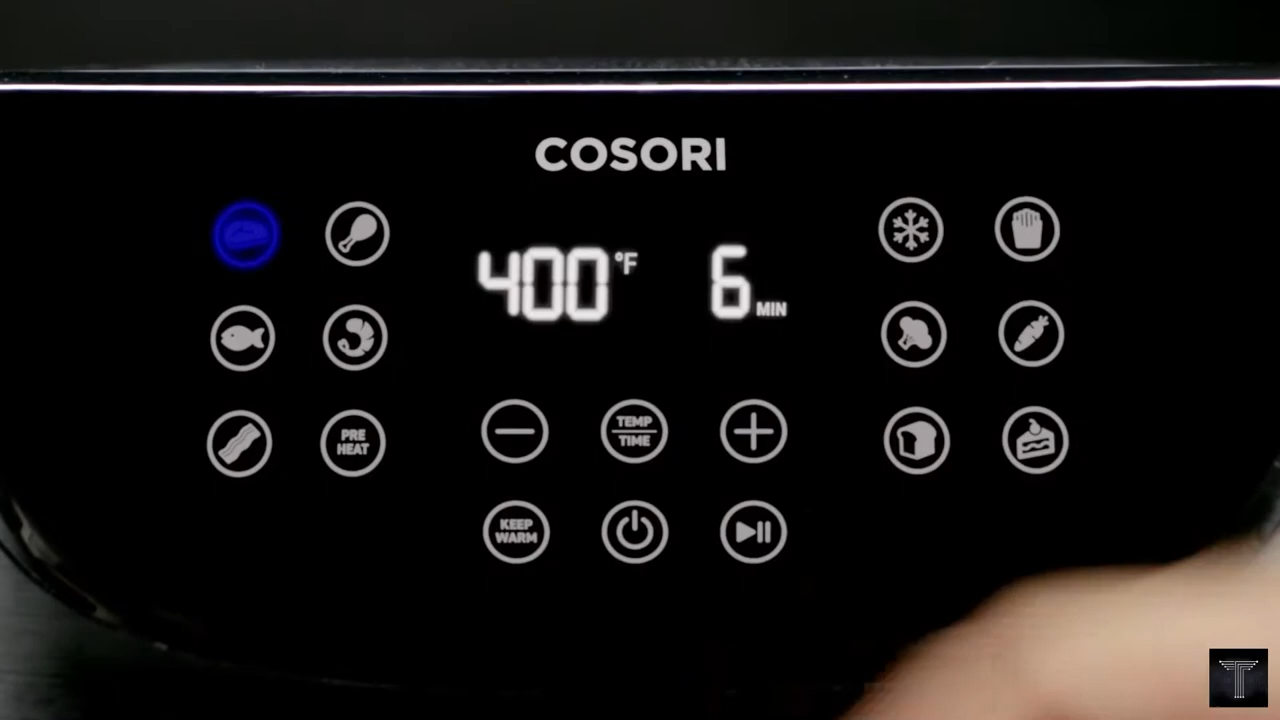 COSORI
400 °F 6 MIN
PRE
HEAT
TEMP
TIME
KEEP
WARM